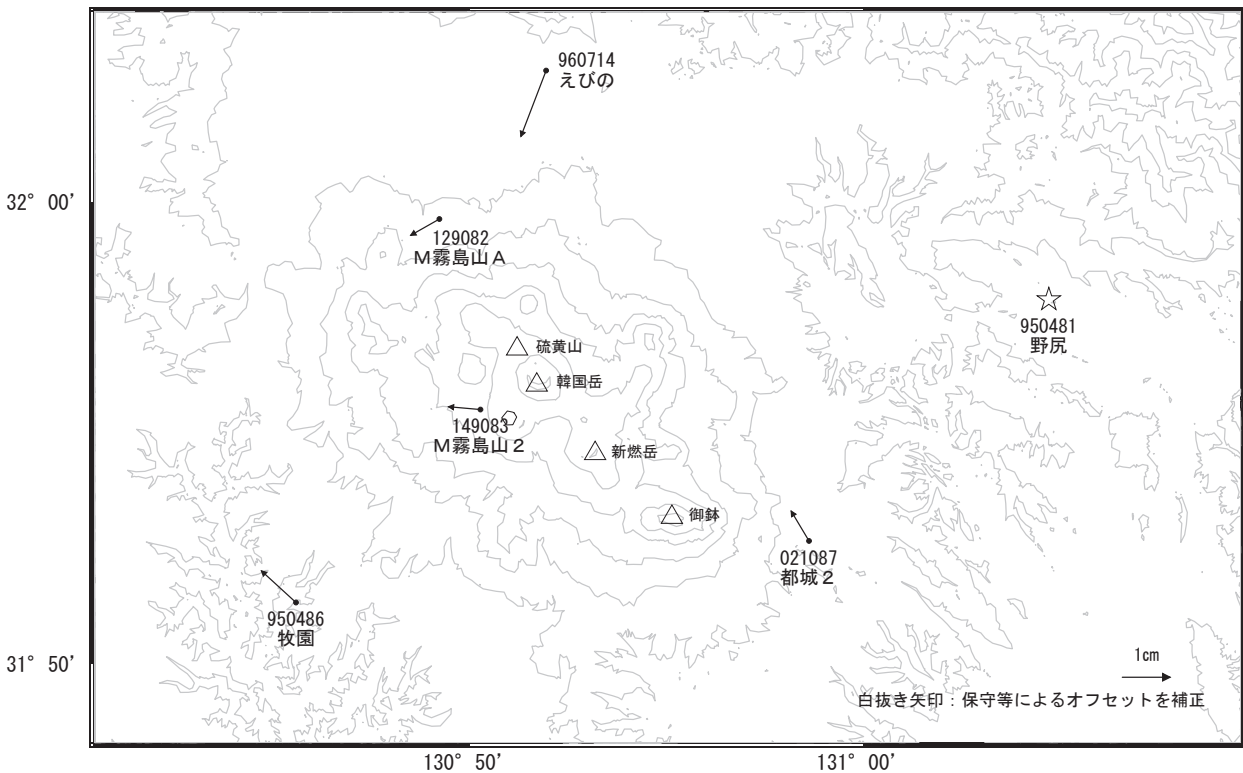 960714
えびの
32° 00'
129082
M霧島山A
950481
野尻
硫黄山
韓国岳
149083
M霧島山2
新燃岳
御鉢
021087
都城2
950486
牧園
31° 50'
1cm
白抜き矢印:保守等によるオフセットを補正
130° 50'
131° 00'